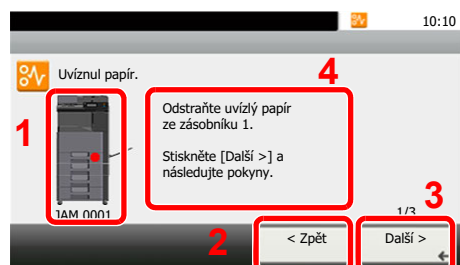 10:10
Uvíznul papír.
4
1
Odstraňte uvízlý papír
ze zásobníku 1.
Stiskněte [Další >] a
následujte pokyny.
JAM 0001
1/3
3
2
< Zpět
Další >